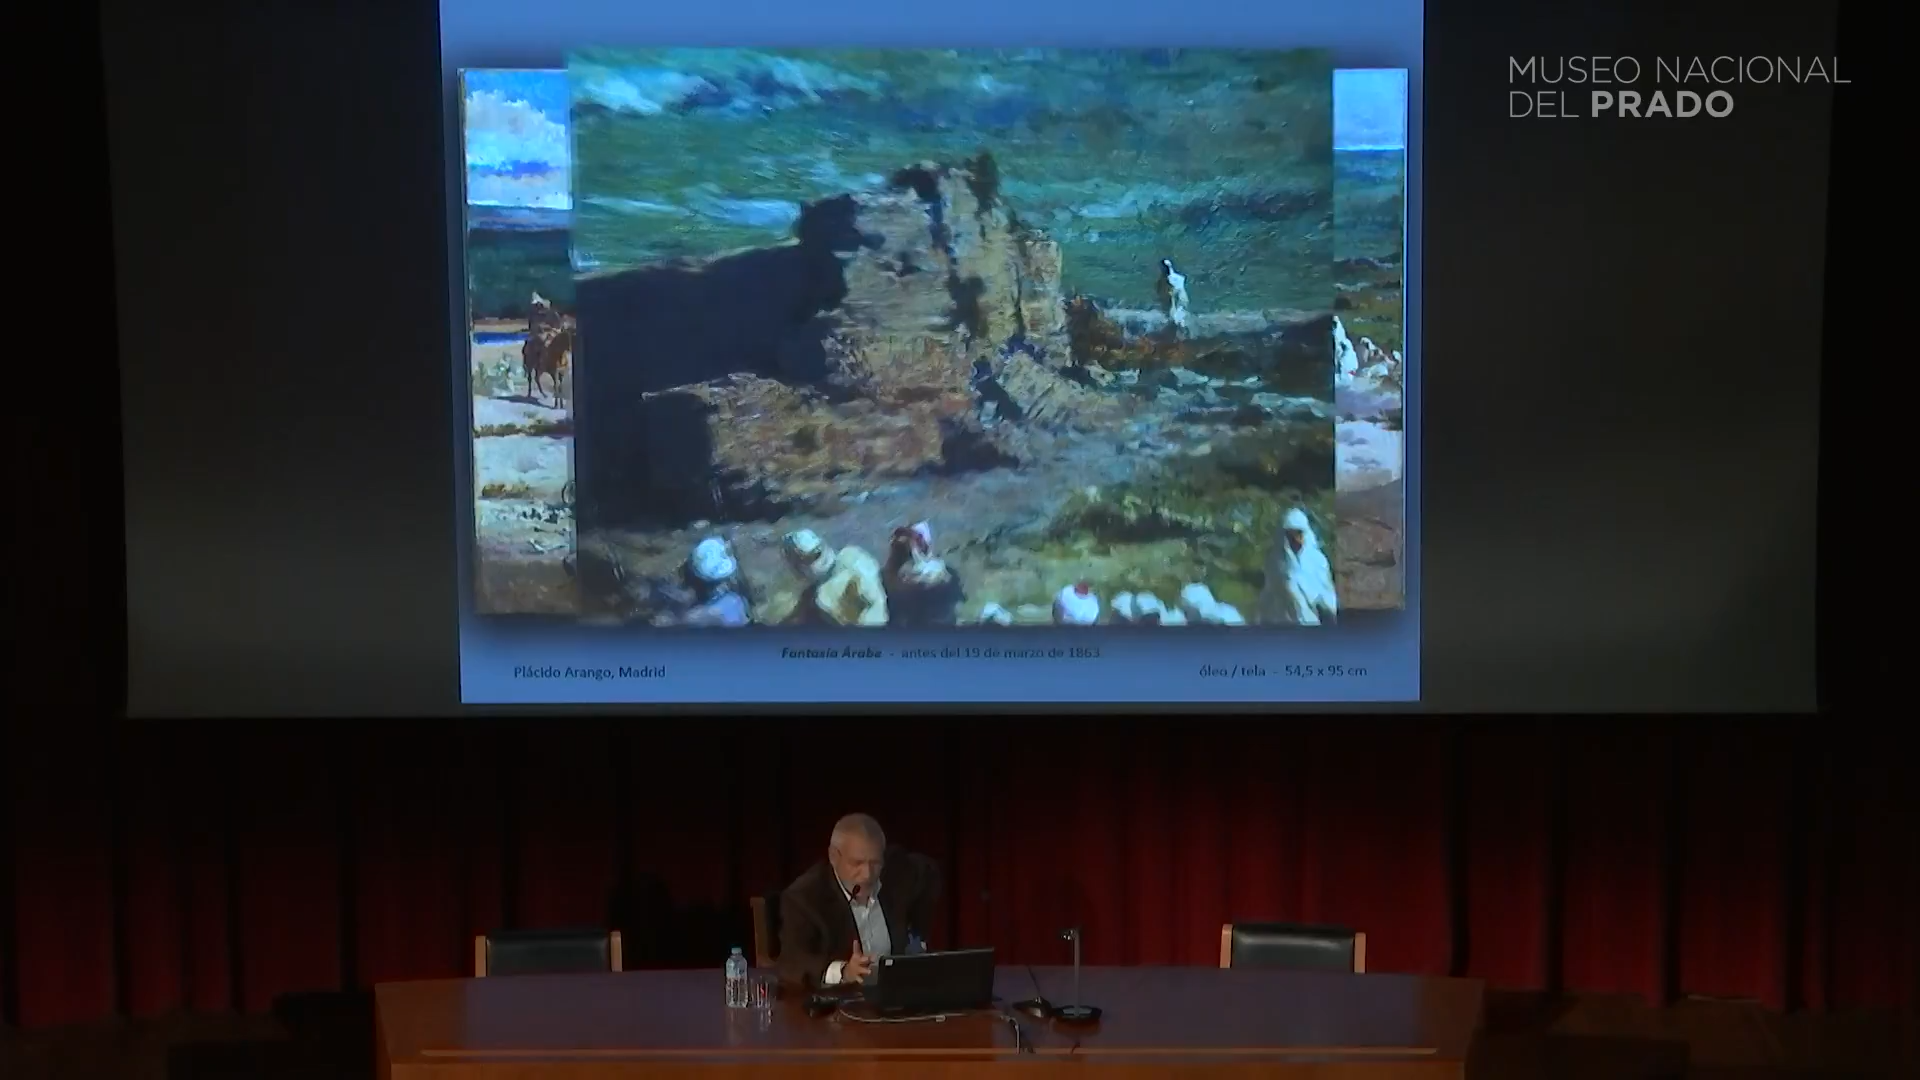 MUSEO NACIONAL
DEL PRADO
Fantasía Árabe - antes del 19 de marzo de 1863
Plácido Arango, Madrid
óleo / tela - 54,5 x 95 cm